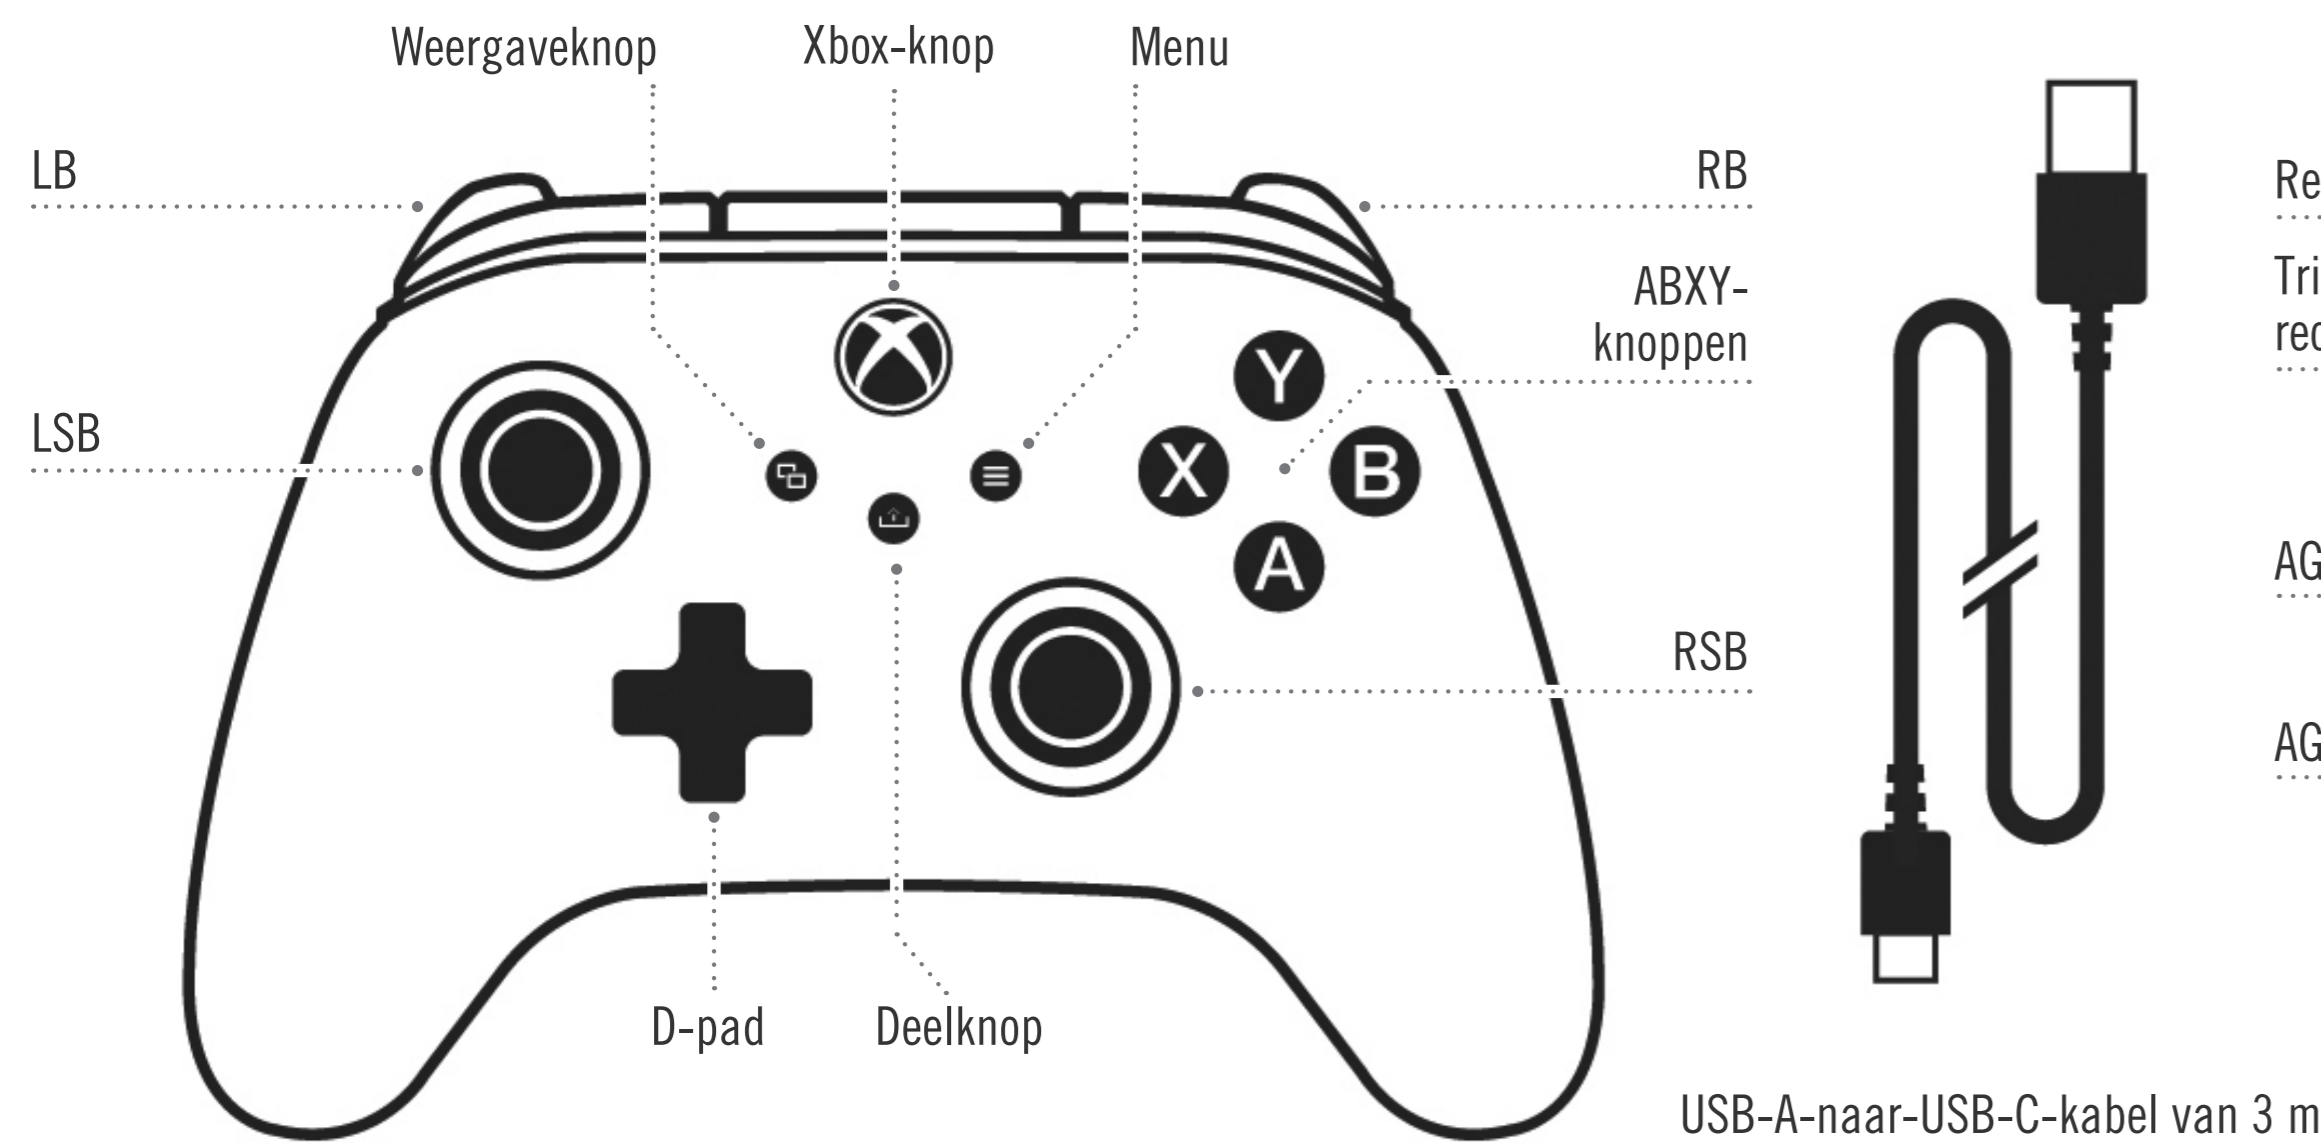 Weergaveknop
Xbox-knop
Menu
LB
RB
ABXY-
knoppen
LSB
Y
X
B
A
RSB
D-pad
Deelknop
USB-A-naar-USB-C-kabel van 3 m